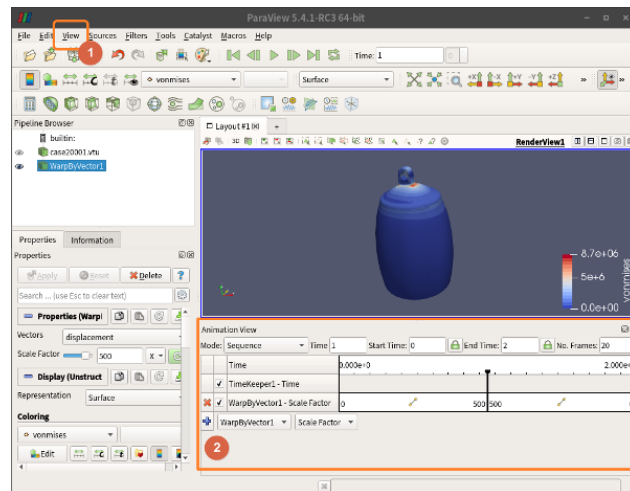 ParaView 5.4.1-RC3 64-bit
File Edit View Sources Filters Tools Catalyst Macros Help
1
Time: 1
0
vonmises
Surface
+X -X +Y -Y +Z
»
Pipeline Browser
Layout #1
+
builtin:
3D
RenderView1
case20001.vtu
WarpByVector1
Properties Information
Properties
Apply Reset Delete ?
Search ... (use Esc to clear text)
Properties (Warpl
Vectors displacement
Scale Factor 500 X
Display (Unstruct
Representation Surface
Coloring
vonmises
Edit
8.7e+06
5e+6
0.0e+00
vonmises
Animation View
Mode: Sequence Time 1 Start Time: 0 End Time: 2 No. Frames: 20
Time 0.000e+0 2.000e+
TimeKeeper1 - Time
WarpByVector1 - Scale Factor 0 500 500
WarpByVector1 Scale Factor
2